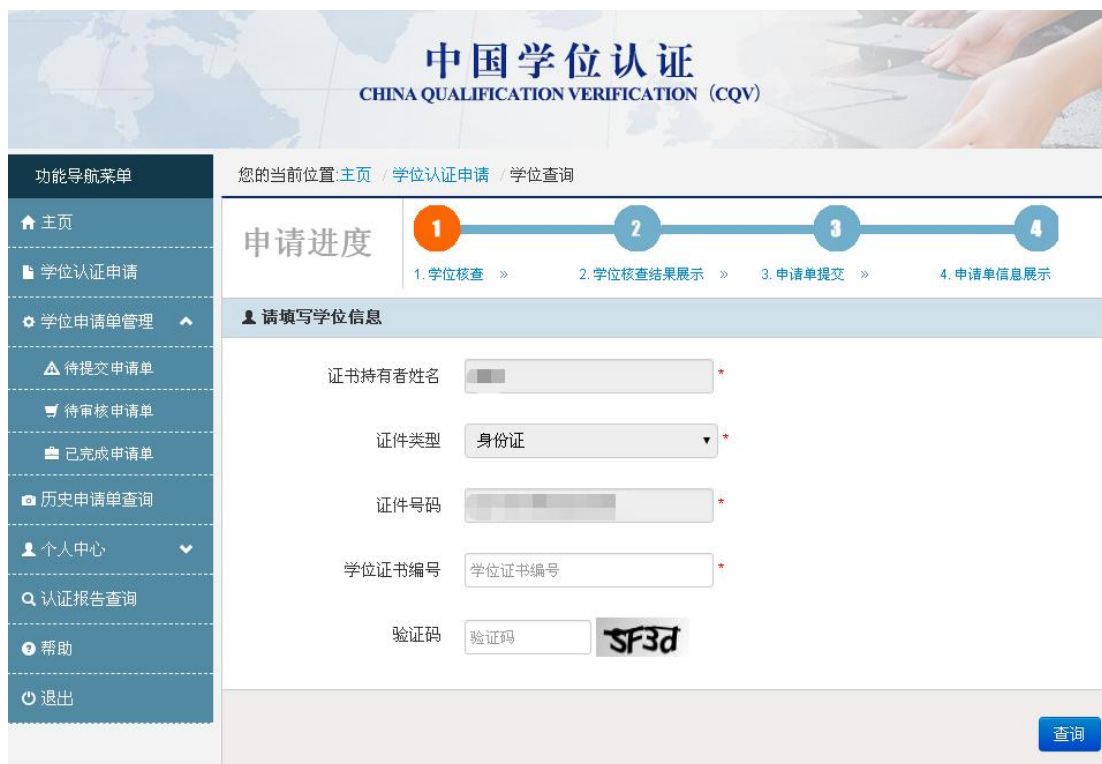 中国学位认证
CHINA QUALIFICATION VERIFICATION (CQV)
功能导航菜单
主页
学位认证申请
学位申请单管理
待提交申请单
待审核申请单
已完成申请单
历史申请单查询
个人中心
认证报告查询
帮助
退出
您的当前位置:主页 / 学位认证申请 / 学位查询
申请进度
1 2 3 4
1. 学位核查 » 2. 学位核查结果展示 » 3. 申请单提交 » 4. 申请单信息展示
请填写学位信息
证书持有者姓名 *
证件类型 身份证 *
证件号码 *
学位证书编号 学位证书编号 *
验证码 验证码 SF3d
查询